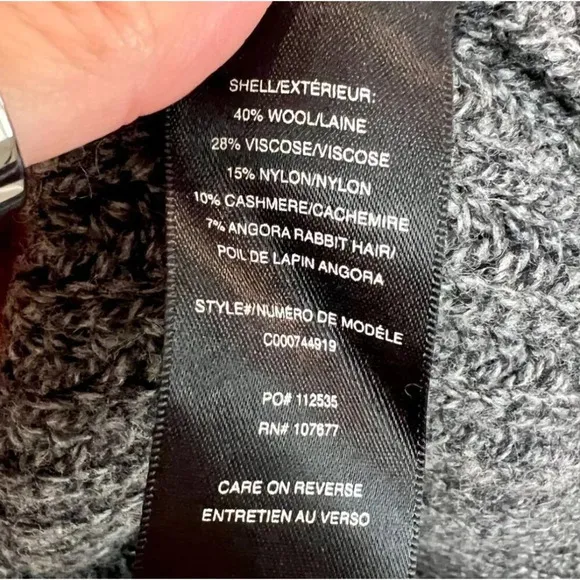 SHELL/EXTÉRIEUR:
40% WOOL/LAINE
28% VISCOSE/VISCOSE
15% NYLON/NYLON
10% CASHMERE/CACHEMIRE
7% ANGORA RABBIT HAIR/
POIL DE LAPIN ANGORA
STYLE#/NUMÉRO DE MODÈLE
C000744919
PO# 112535
RN# 107677
CARE ON REVERSE
ENTRETIEN AU VERSO